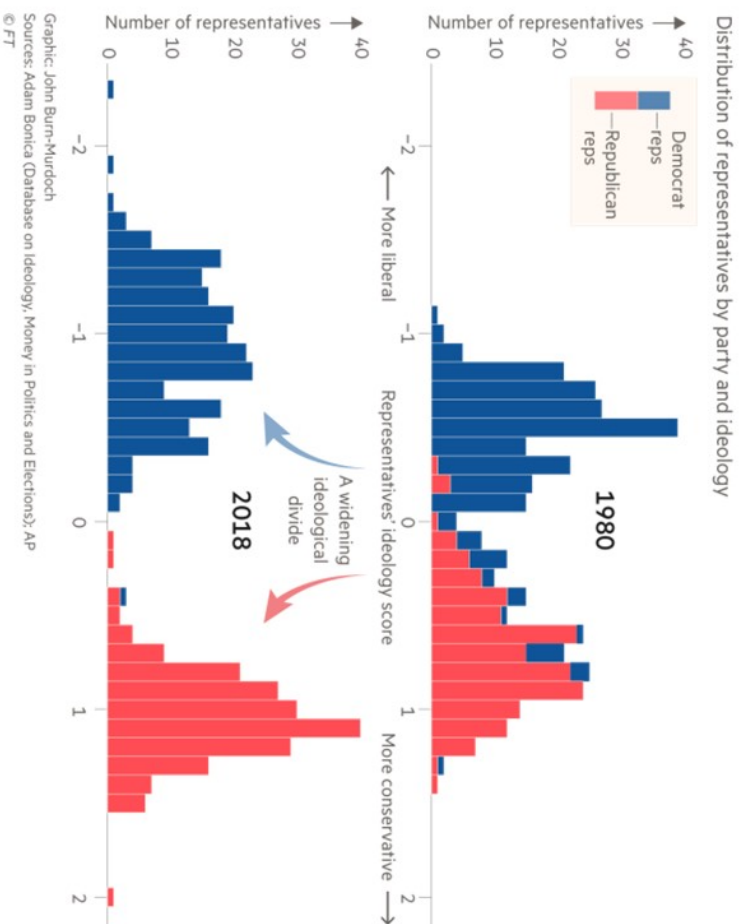 Distribution of representatives by party and ideology
Number of representatives
40
30
20
10
0
Democrat
reps
Republican
reps
1980
-2
-1
0
1
2
More liberal
Representatives' ideology score
More conservative
Number of representatives
40
30
20
10
0
A widening
ideological
divide
2018
-2
-1
0
1
2
Graphic: John Burn-Murdoch
Sources: Adam Bonica (Database on Ideology, Money in Politics and Elections); AP
© FT